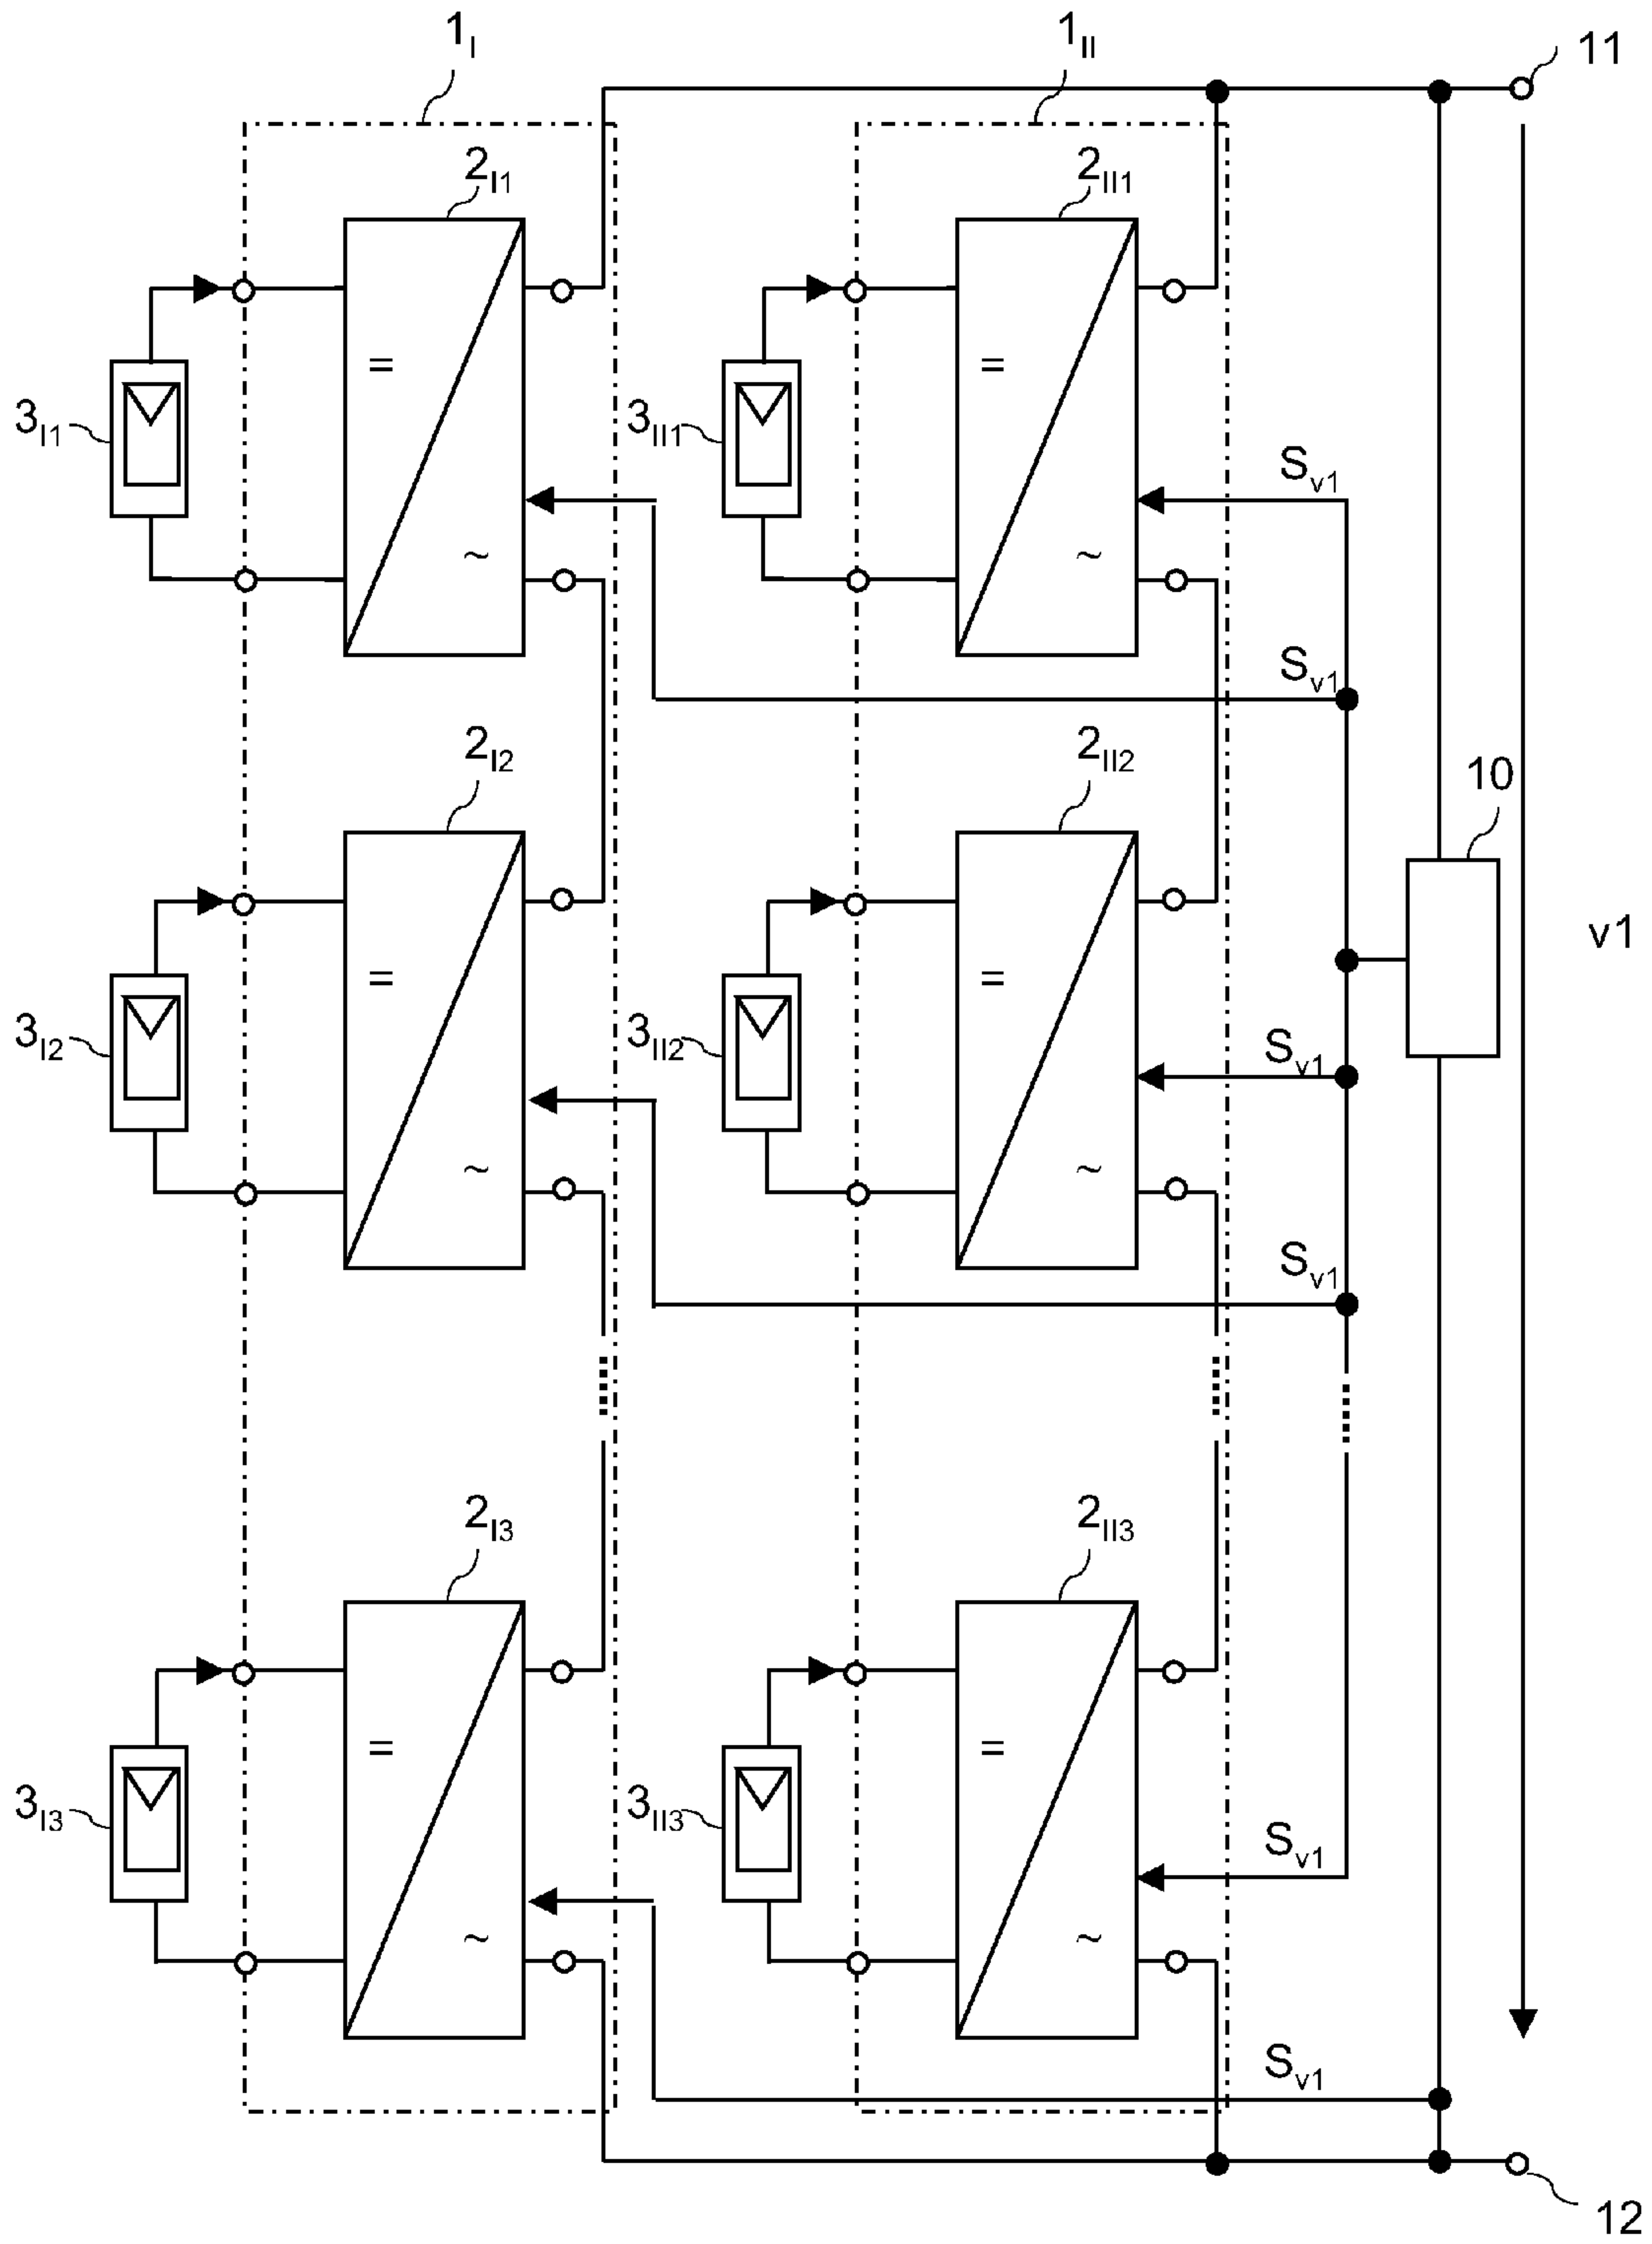 1I 1II 11
2I1 2II1
= =
3I1 3II1
Sv1
~ ~
Sv1
2I2 2II2
10
v1
= =
3I2 3II2
Sv1
~ ~
Sv1
2I3 2II3
= =
3I3 3II3
Sv1
~ ~
Sv1
12